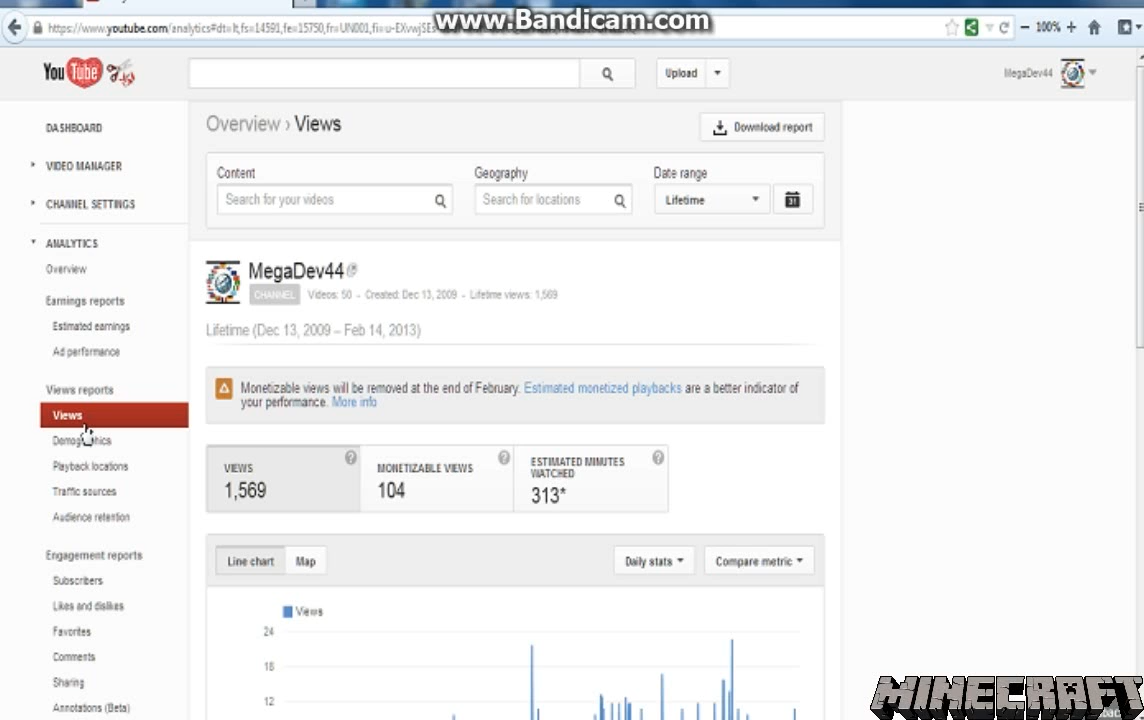 www.Bandicam.com
https://www.youtube.com/analytics#dt=lt,fs=14591,fe=15750,fr=UN001,fi=u-EXvwjSE
100%
You Tube
Upload
MegaDev44
DASHBOARD
VIDEO MANAGER
CHANNEL SETTINGS
ANALYTICS
Overview
Earnings reports
Estimated earnings
Ad performance
Views reports
Views
Demographics
Playback locations
Traffic sources
Audience retention
Engagement reports
Subscribers
Likes and dislikes
Favorites
Comments
Sharing
Annotations (Beta)
Overview › Views
Download report
Content
Geography
Date range
Search for your videos
Search for locations
Lifetime
31
MegaDev44
CHANNEL Videos: 50 - Created: Dec 13, 2009 - Lifetime views: 1,569
Lifetime (Dec 13, 2009 – Feb 14, 2013)
Monetizable views will be removed at the end of February. Estimated monetized playbacks are a better indicator of
your performance. More info
VIEWS
1,569
MONETIZABLE VIEWS
104
ESTIMATED MINUTES
WATCHED
313*
Line chart
Map
Daily stats
Compare metric
Views
24
18
12
MINECRAFT